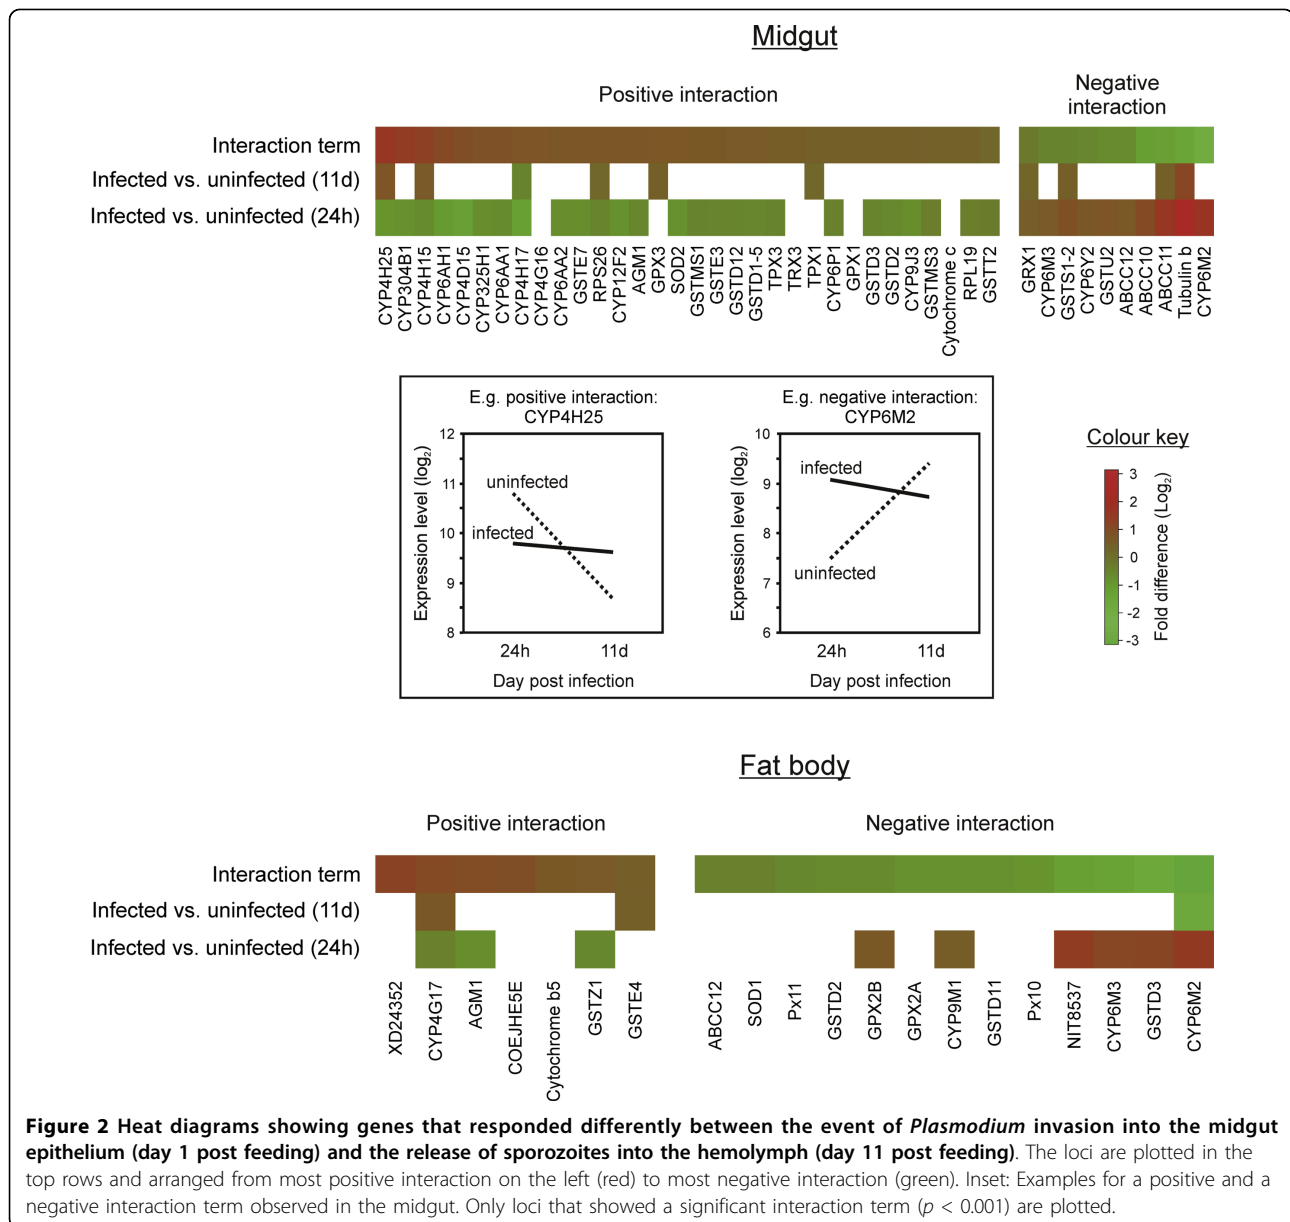 Midgut
Positive interaction
Negative
interaction
Interaction term
Infected vs. uninfected (11d)
Infected vs. uninfected (24h)
CYP4H25
CYP304B1
CYP4H15
CYP6AH1
CYP4D15
CYP325H1
CYP6AA1
CYP4H17
CYP4G16
CYP6AA2
GSTE7
RPS26
CYP12F2
AGM1
GPX3
SOD2
GSTMS1
GSTE3
GSTD12
GSTD1-5
TPX3
TRX3
TPX1
CYP6P1
GPX1
GSTD3
GSTD2
CYP9J3
GSTMS3
Cytochrome c
RPL19
GSTT2
GRX1
CYP6M3
GSTS1-2
CYP6Y2
GSTU2
ABCC12
ABCC10
ABCC11
Tubulin b
CYP6M2
E.g. positive interaction:
CYP4H25
Expression level (log2)
12
11
10
9
8
uninfected
infected
24h 11d
Day post infection
E.g. negative interaction:
CYP6M2
Expression level (log2)
10
9
8
7
6
infected
uninfected
24h 11d
Day post infection
Colour key
3
2
1
0
-1
-2
-3
Fold difference (Log2)
Fat body
Positive interaction
Negative interaction
Interaction term
Infected vs. uninfected (11d)
Infected vs. uninfected (24h)
XD24352
CYP4G17
AGM1
COEJHE5E
Cytochrome b5
GSTZ1
GSTE4
ABCC12
SOD1
Px11
GSTD2
GPX2B
GPX2A
CYP9M1
GSTD11
Px10
NIT8537
CYP6M3
GSTD3
CYP6M2
Figure 2 Heat diagrams showing genes that responded differently between the event of Plasmodium invasion into the midgut
epithelium (day 1 post feeding) and the release of sporozoites into the hemolymph (day 11 post feeding). The loci are plotted in the
top rows and arranged from most positive interaction on the left (red) to most negative interaction (green). Inset: Examples for a positive and a
negative interaction term observed in the midgut. Only loci that showed a significant interaction term (p < 0.001) are plotted.